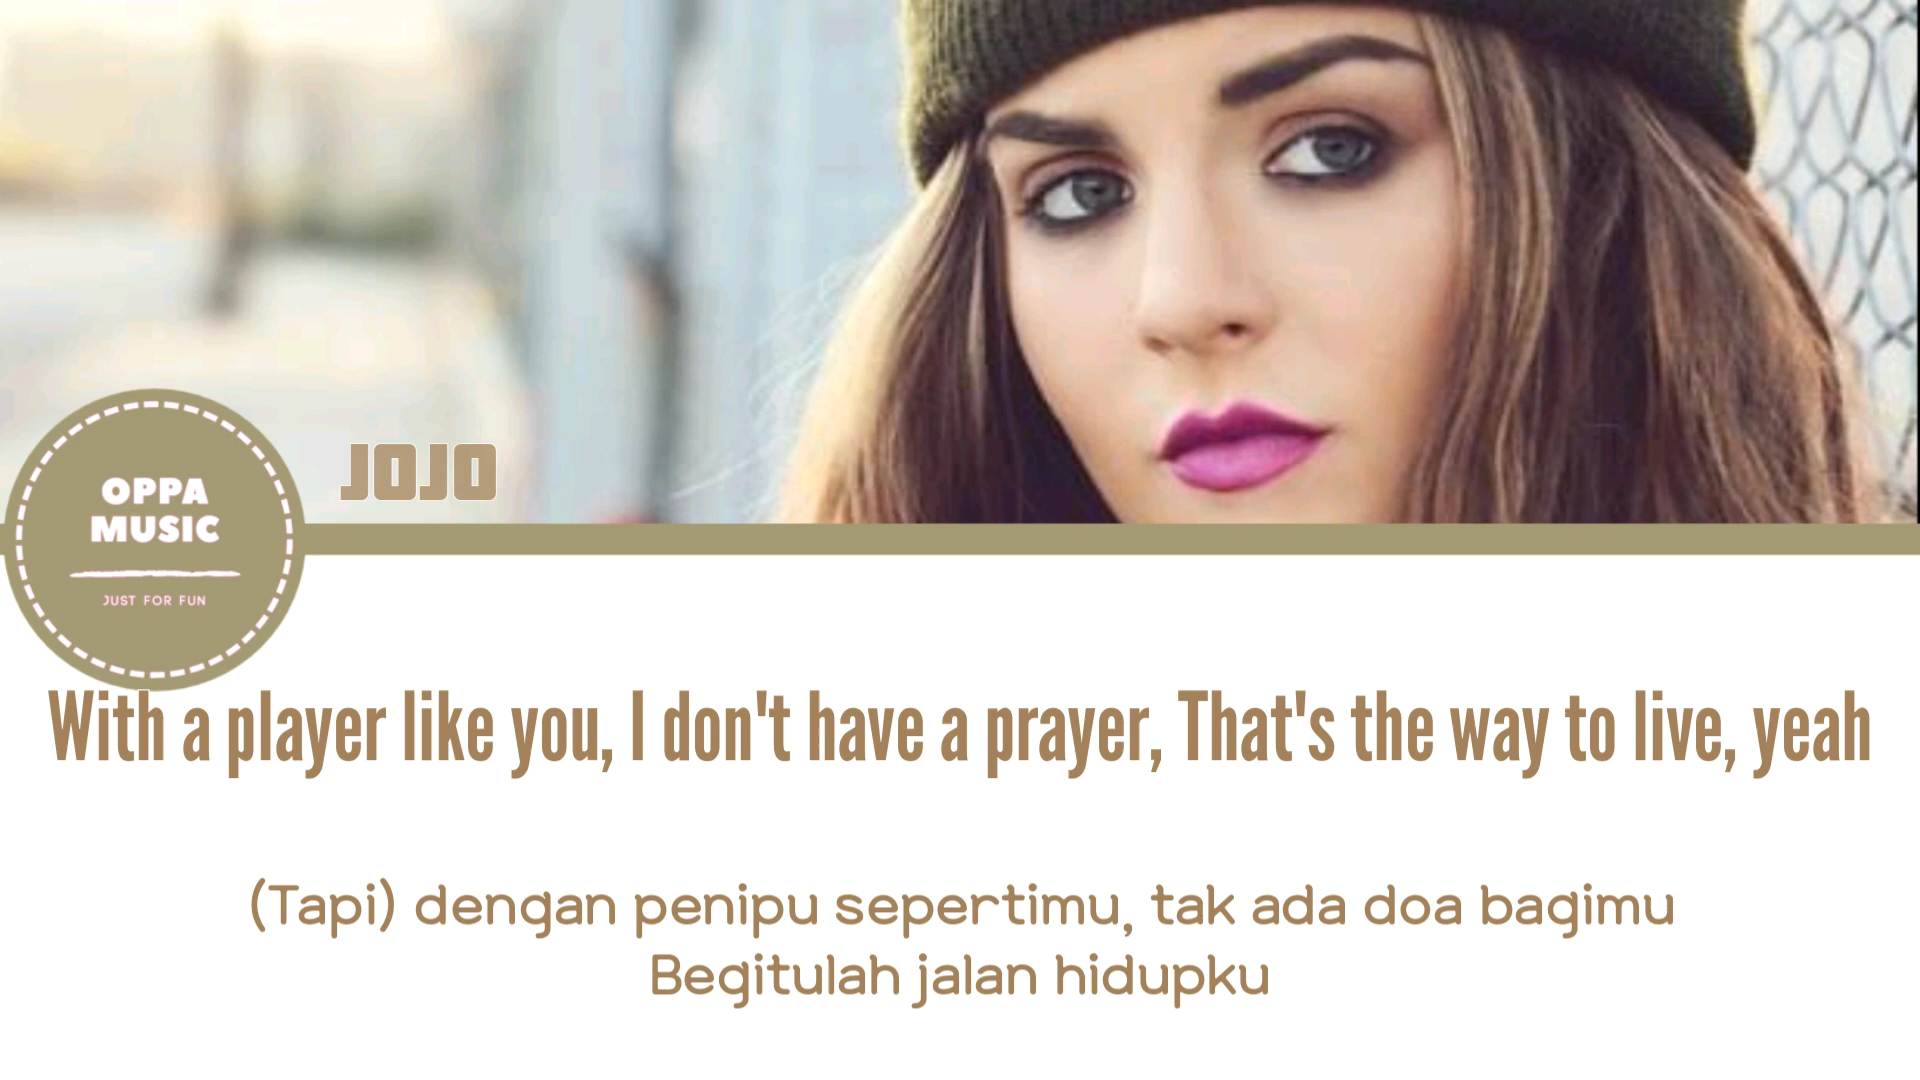 JOJO
OPPA
MUSIC
JUST FOR FUN
With a player like you, I don't have a prayer, That's the way to live, yeah
(Tapi) dengan penipu sepertimu, tak ada doa bagimu
Begitulah jalan hidupku